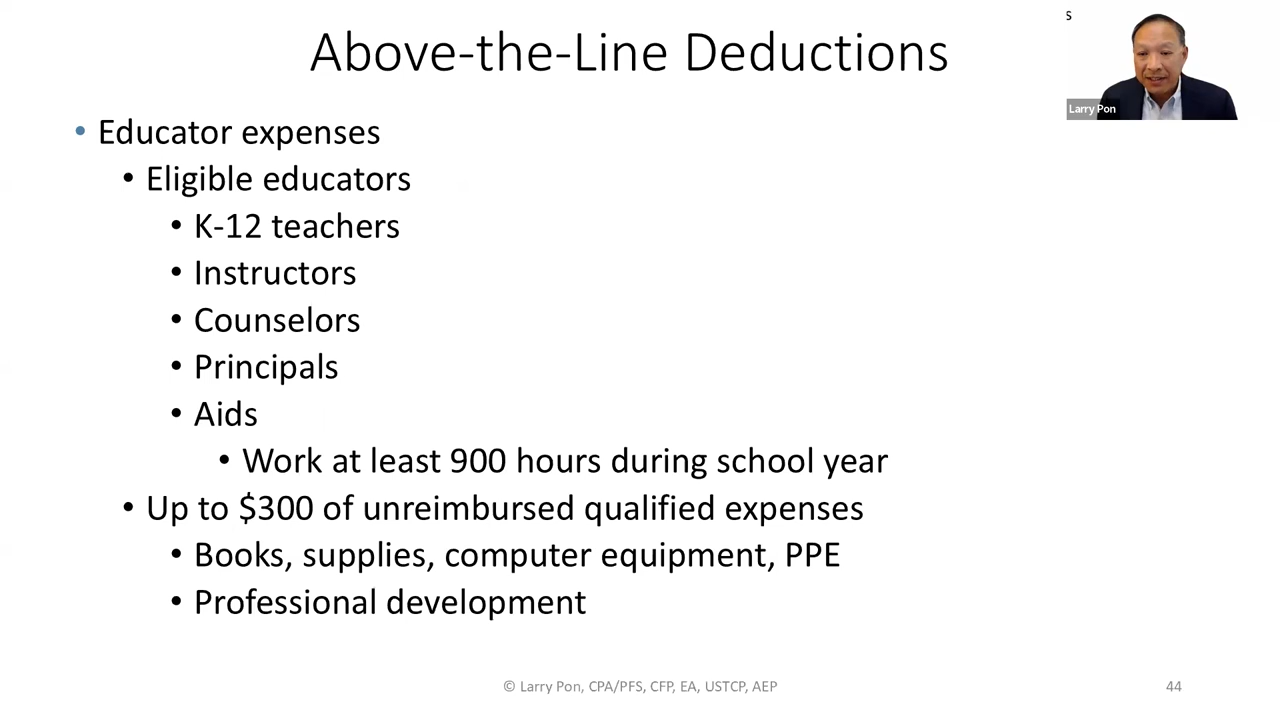 Above-the-Line Deductions
s
Larry Pon
• Educator expenses
• Eligible educators
• K-12 teachers
• Instructors
• Counselors
• Principals
• Aids
• Work at least 900 hours during school year
• Up to $300 of unreimbursed qualified expenses
• Books, supplies, computer equipment, PPE
• Professional development
© Larry Pon, CPA/PFS, CFP, EA, USTCP, AEP
44